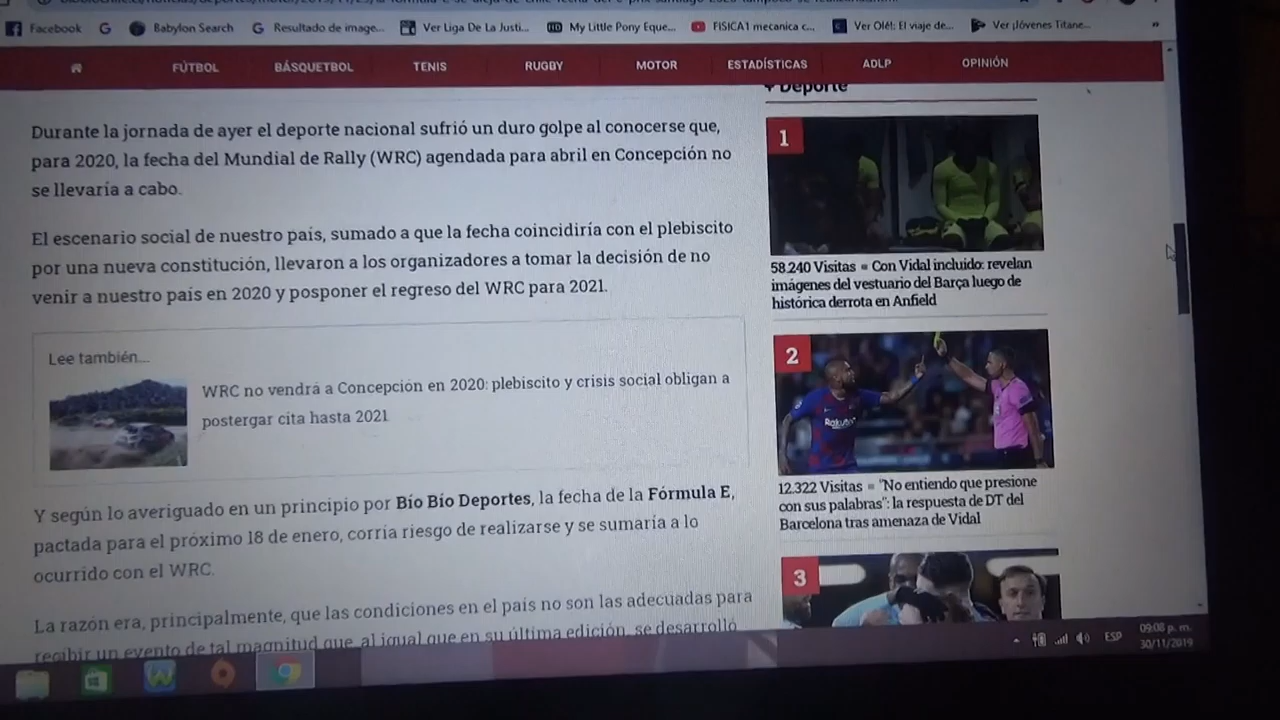 Facebook
Babylon Search
Resultado de image...
Ver Liga De La Justi...
My Little Pony Eque...
FISICA1 mecanica c...
Ver Olé!: El viaje de...
Ver ¡Jóvenes Titane...
»
FÚTBOL
BÁSQUETBOL
TENIS
RUGBY
MOTOR
ESTADÍSTICAS
ADLP
OPINIÓN
Durante la jornada de ayer el deporte nacional sufrió un duro golpe al conocerse que,
para 2020, la fecha del Mundial de Rally (WRC) agendada para abril en Concepción no
se llevaría a cabo.
El escenario social de nuestro país, sumado a que la fecha coincidiría con el plebiscito
por una nueva constitución, llevaron a los organizadores a tomar la decisión de no
venir a nuestro país en 2020 y posponer el regreso del WRC para 2021.
Lee también...
WRC no vendrá a Concepción en 2020: plebiscito y crisis social obligan a
postergar cita hasta 2021
Y según lo averiguado en un principio por Bío Bío Deportes, la fecha de la Fórmula E,
pactada para el próximo 18 de enero, corría riesgo de realizarse y se sumaría a lo
ocurrido con el WRC.
La razón era, principalmente, que las condiciones en el país no son las adecuadas para
recibir un evento de tal magnitud que, al igual que en su última edición, se desarrolló
+ Deporte
1
58.240 Visitas = Con Vidal incluido: revelan
imágenes del vestuario del Barça luego de
histórica derrota en Anfield
2
Rakuten
12.322 Visitas = "No entiendo que presione
con sus palabras": la respuesta de DT del
Barcelona tras amenaza de Vidal
3
ESP
09:08 p. m.
30/11/2019